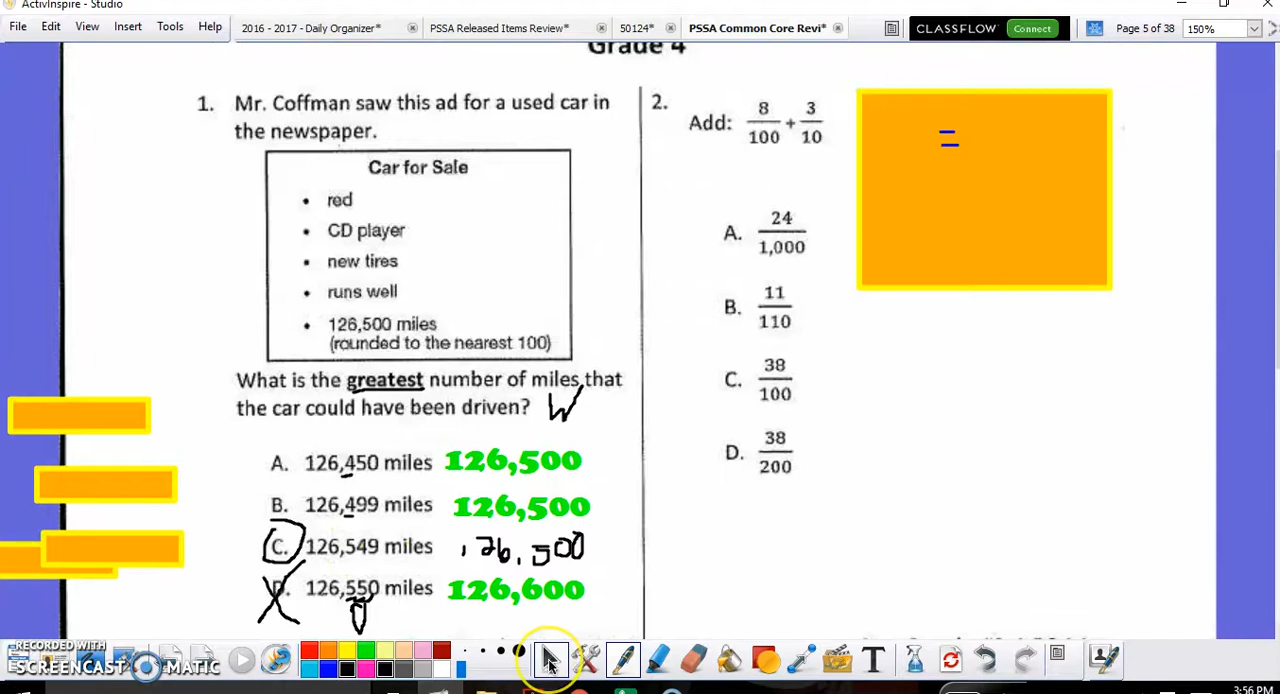 ActivInspire - Studio
File Edit View Insert Tools Help
2016 - 2017 - Daily Organizer*
PSSA Released Items Review*
50124*
PSSA Common Core Revi*
CLASSFLOW Connect
Page 5 of 38
150%
Grade 4
1. Mr. Coffman saw this ad for a used car in
the newspaper.
Car for Sale
• red
• CD player
• new tires
• runs well
• 126,500 miles
(rounded to the nearest 100)
What is the greatest number of miles that
the car could have been driven? W
A. 126,450 miles 126,500
B. 126,499 miles 126,500
C. 126,549 miles 126,500
D. 126,550 miles 126,600
2. Add: 8/100 + 3/10
=
A. 24/1,000
B. 11/110
C. 38/100
D. 38/200
RECORDED WITH
SCREENCAST MATIC
T
3:56 PM